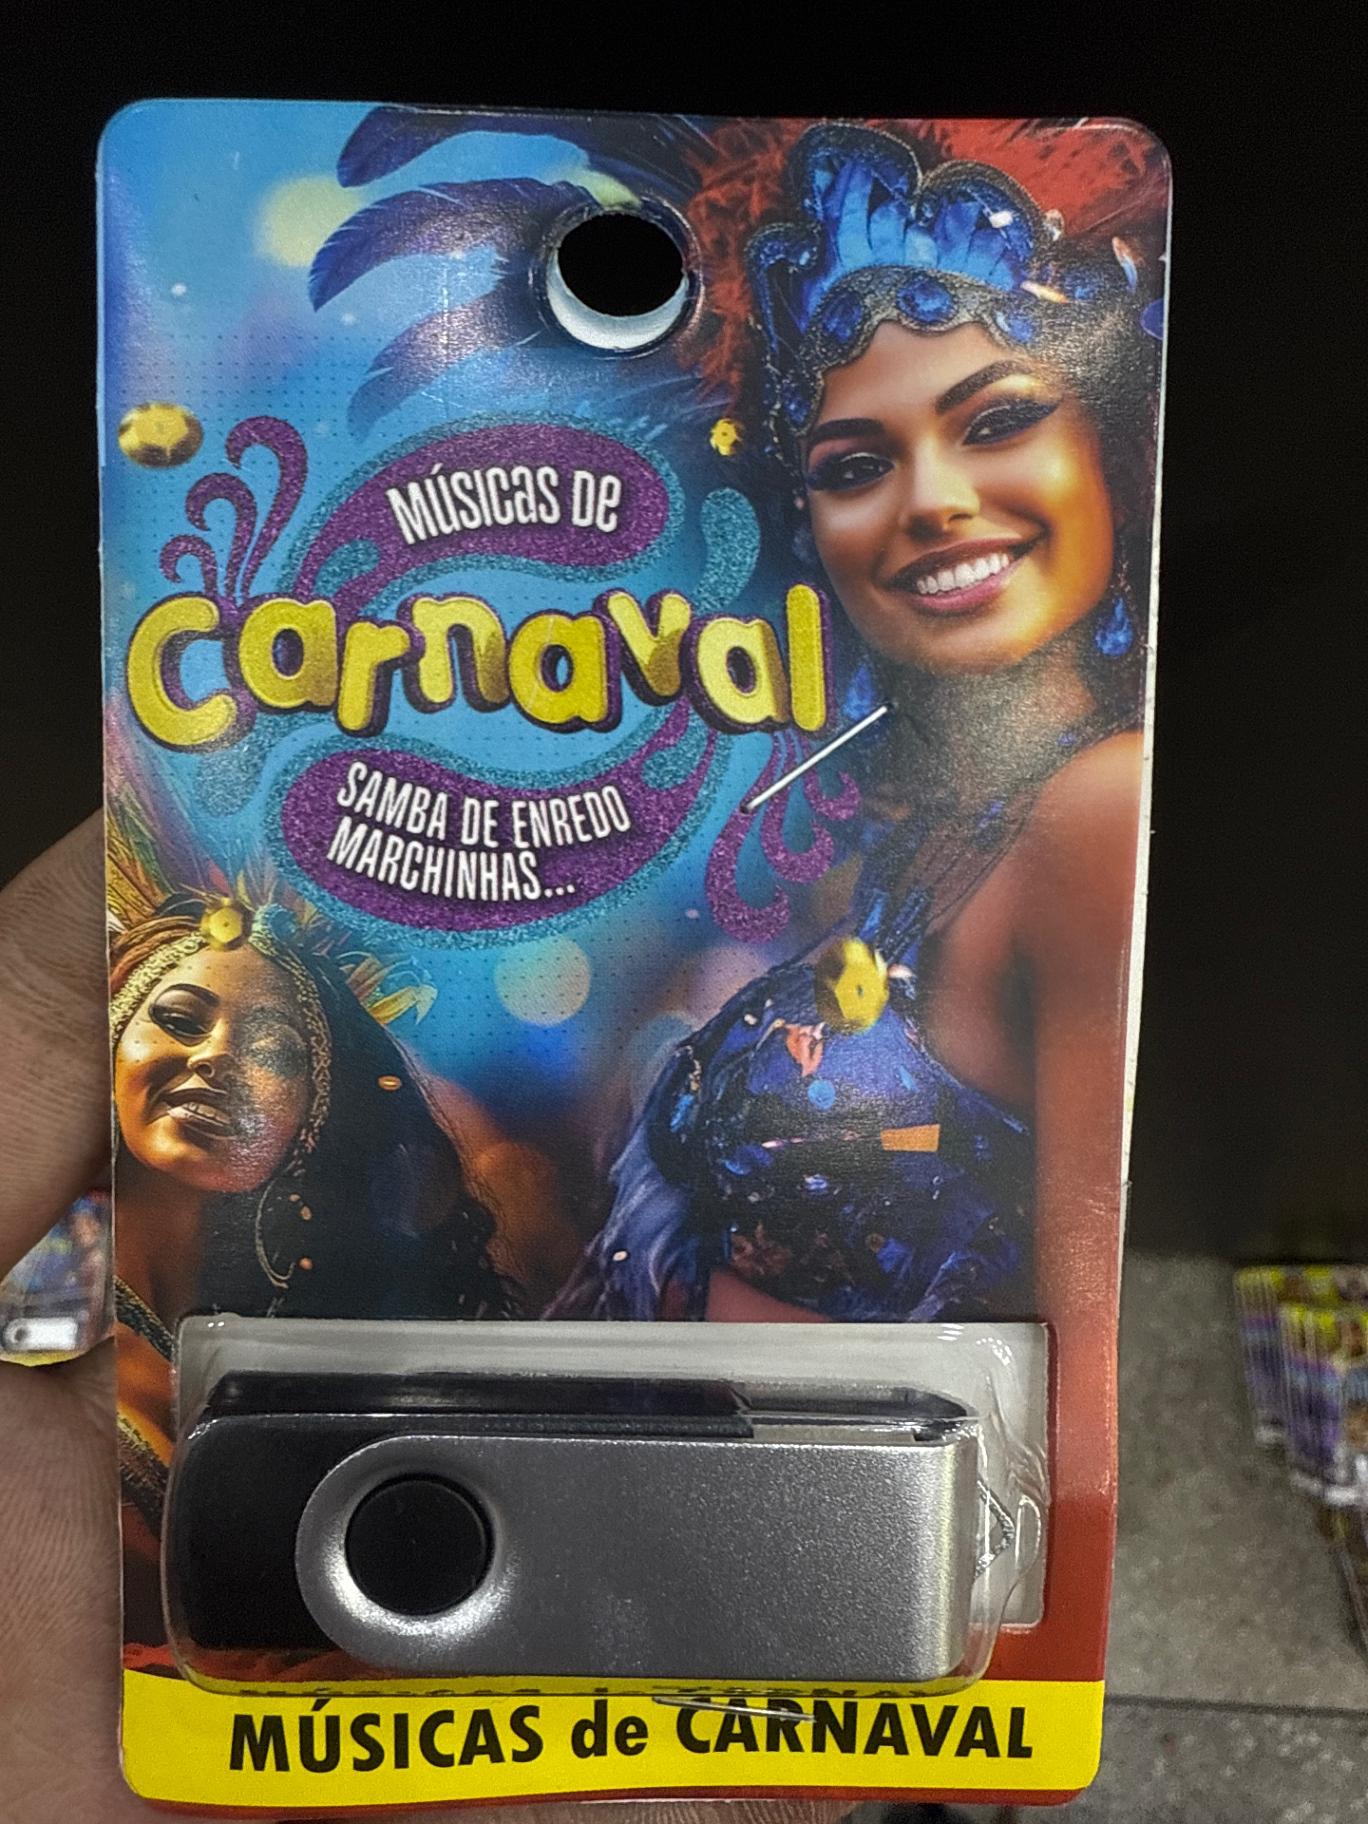 Músicas de
Carnaval
SAMBA DE ENREDO
MARCHINHAS...
MÚSICAS de CARNAVAL